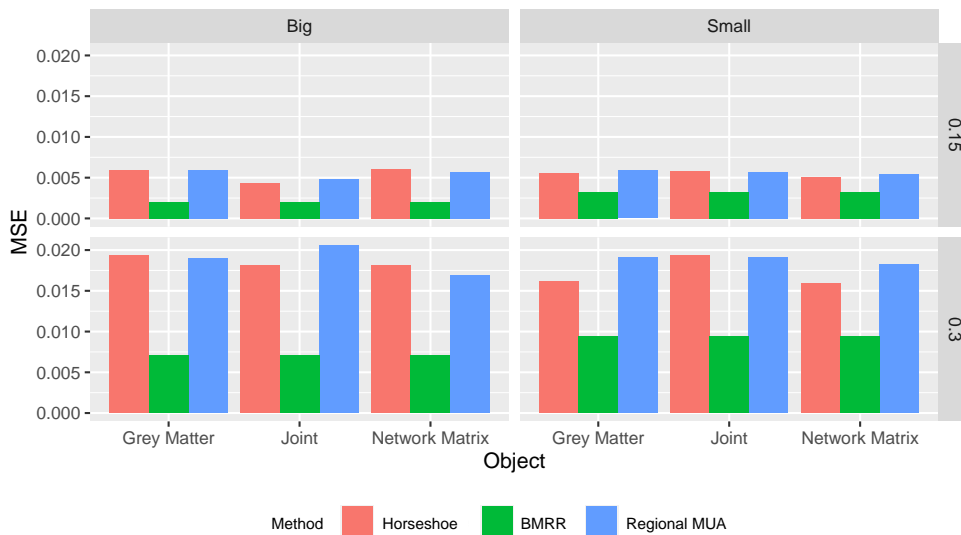 Big
Small
0.020
0.015
0.010
0.005
0.000
0.15
MSE
0.020
0.015
0.010
0.005
0.000
0.3
Grey Matter
Joint
Network Matrix
Grey Matter
Joint
Network Matrix
Object
Method
Horseshoe
BMRR
Regional MUA